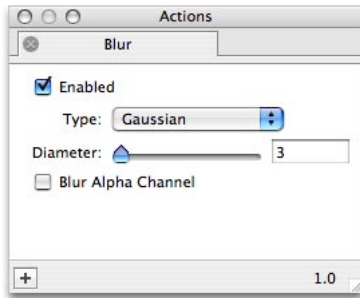 Actions
Blur
Enabled
Type: Gaussian
Diameter: 3
Blur Alpha Channel
+ 1.0